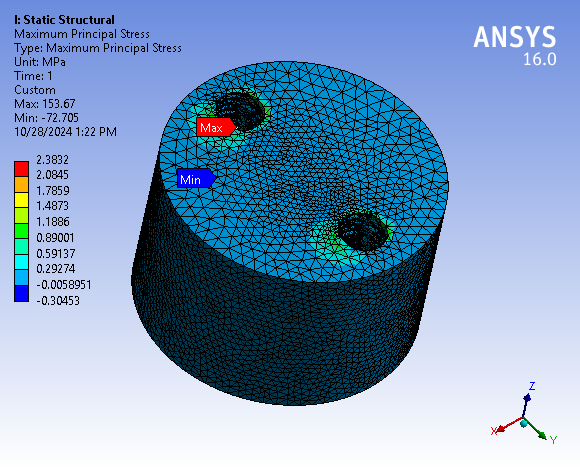 I: Static Structural
Maximum Principal Stress
Type: Maximum Principal Stress
Unit: MPa
Time: 1
Custom
Max: 153.67
Min: -72.705
10/28/2024 1:22 PM
ANSYS
16.0
2.3832
2.0845
1.7859
1.4873
1.1886
0.89001
0.59137
0.29274
-0.0058951
-0.30453
Max
Min
Z
X
Y